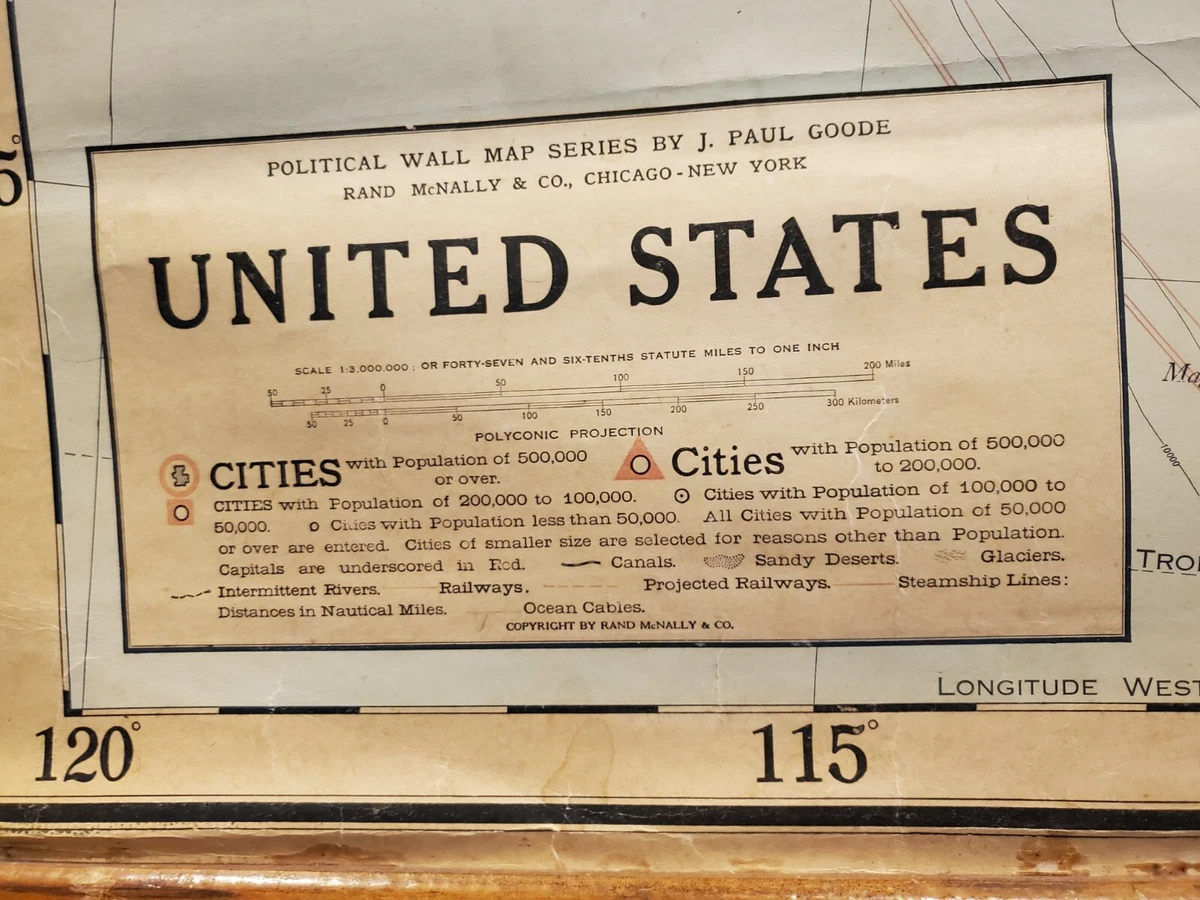 POLITICAL WALL MAP SERIES BY J. PAUL GOODE
RAND McNALLY & CO., CHICAGO - NEW YORK
UNITED STATES
SCALE 1:3,000,000: OR FORTY-SEVEN AND SIX-TENTHS STATUTE MILES TO ONE INCH
50 25 0 50 100 150 200 Miles
50 25 0 50 100 150 200 250 300 Kilometers
POLYCONIC PROJECTION
CITIES with Population of 500,000 or over.
Cities with Population of 500,000 to 200,000.
CITIES with Population of 200,000 to 100,000. Cities with Population of 100,000 to
50,000. Cities with Population less than 50,000. All Cities with Population of 50,000
or over are entered. Cities of smaller size are selected for reasons other than Population.
Capitals are underscored in Red. Canals. Sandy Deserts. Glaciers.
Intermittent Rivers. Railways. Projected Railways. Steamship Lines:
Distances in Nautical Miles. Ocean Cables.
COPYRIGHT BY RAND McNALLY & CO.
10000
LONGITUDE WEST
120° 115°